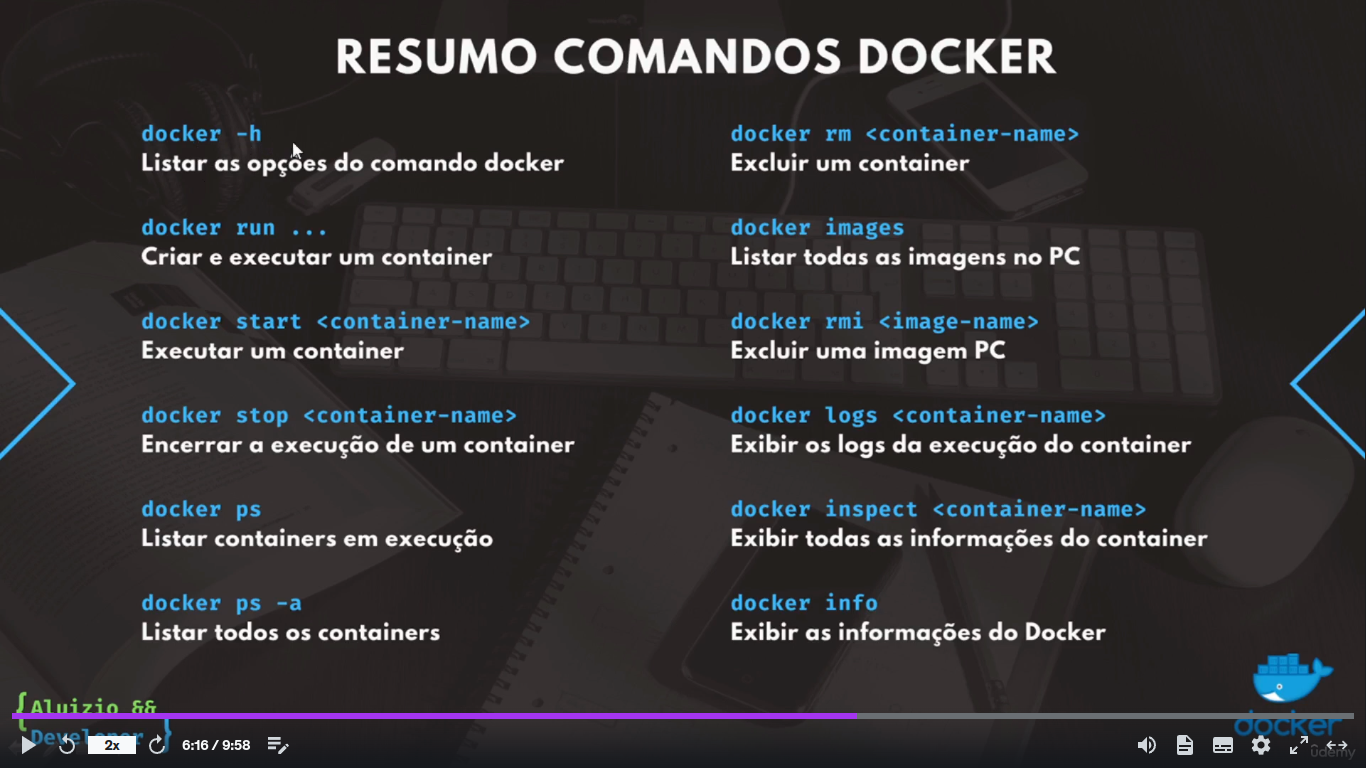 RESUMO COMANDOS DOCKER
docker -h
Listar as opções do comando docker
docker run ...
Criar e executar um container
docker start <container-name>
Executar um container
docker stop <container-name>
Encerrar a execução de um container
docker ps
Listar containers em execução
docker ps -a
Listar todos os containers
docker rm <container-name>
Excluir um container
docker images
Listar todas as imagens no PC
docker rmi <image-name>
Excluir uma imagem PC
docker logs <container-name>
Exibir os logs da execução do container
docker inspect <container-name>
Exibir todas as informações do container
docker info
Exibir as informações do Docker
{Aluizio &&
Developer }
docker
2x
6:16 / 9:58
udemy